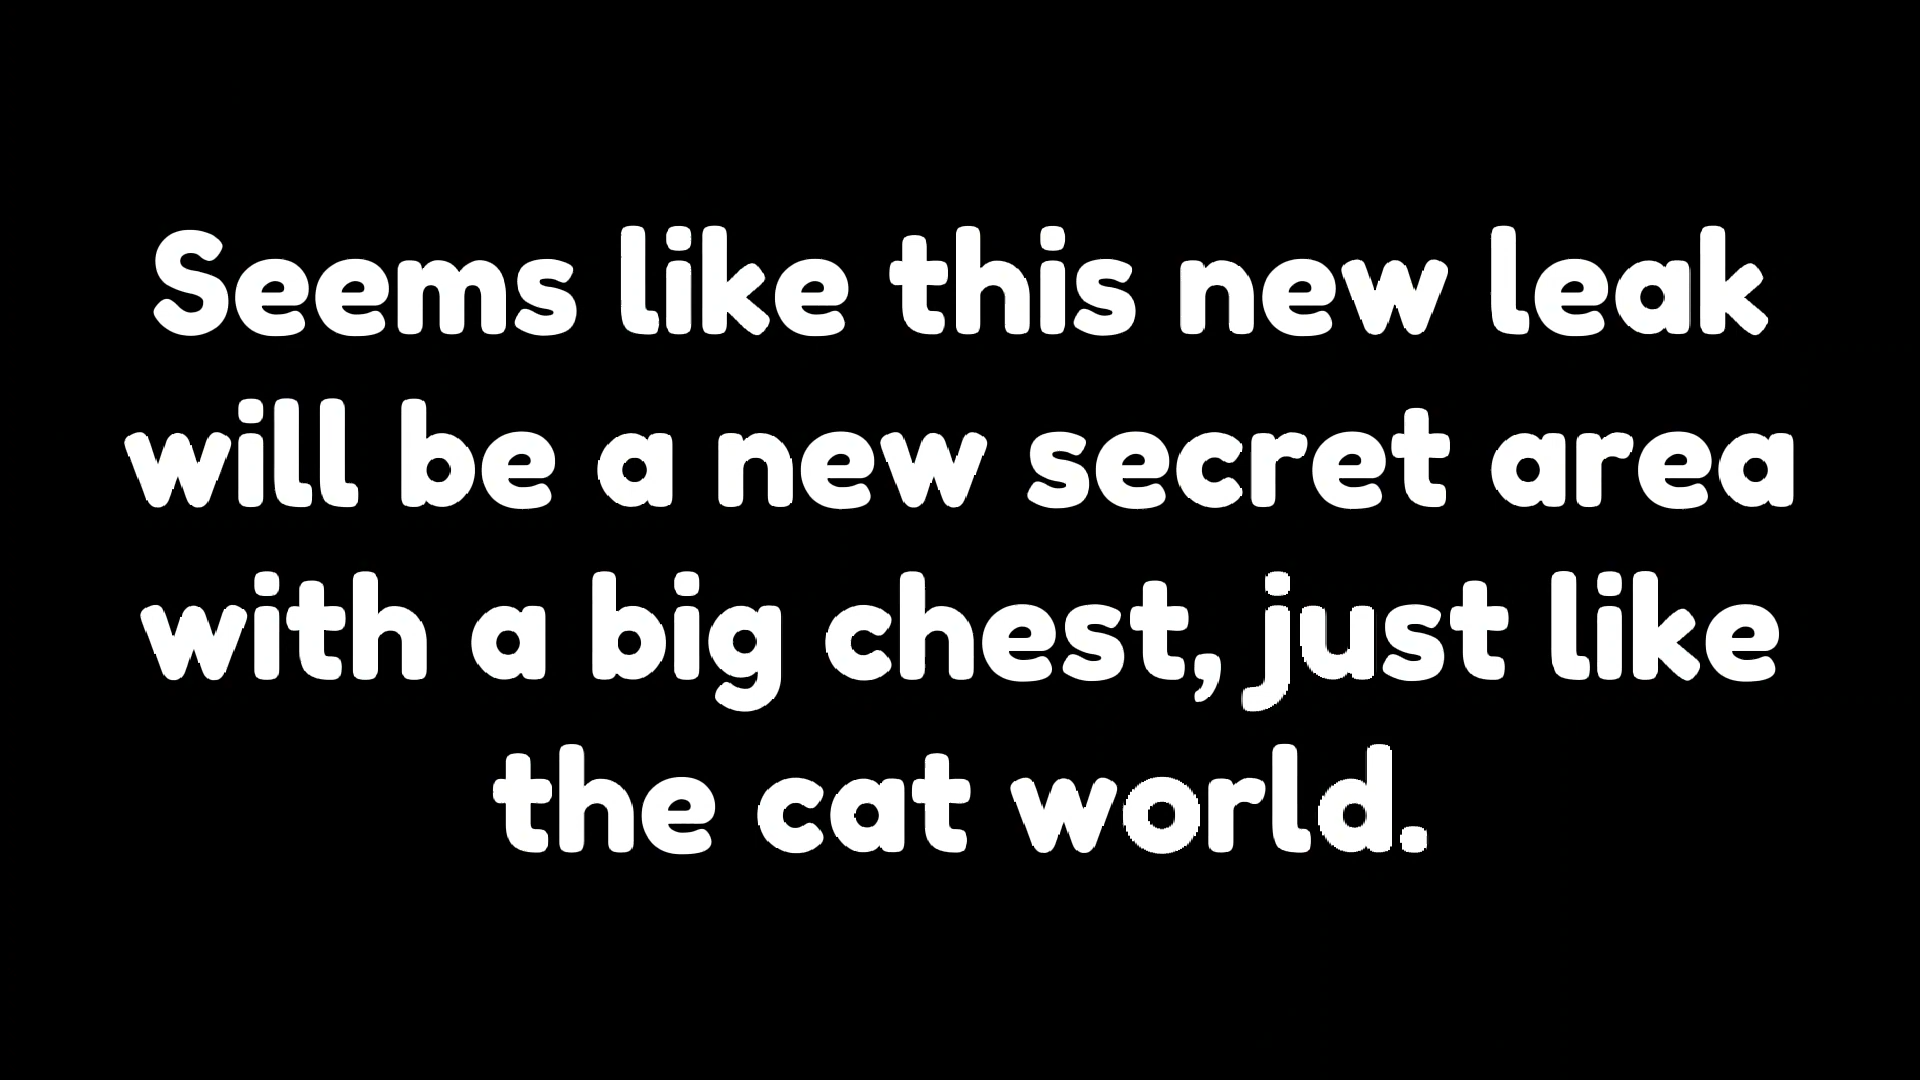 Seems like this new leak
will be a new secret area
with a big chest, just like
the cat world.